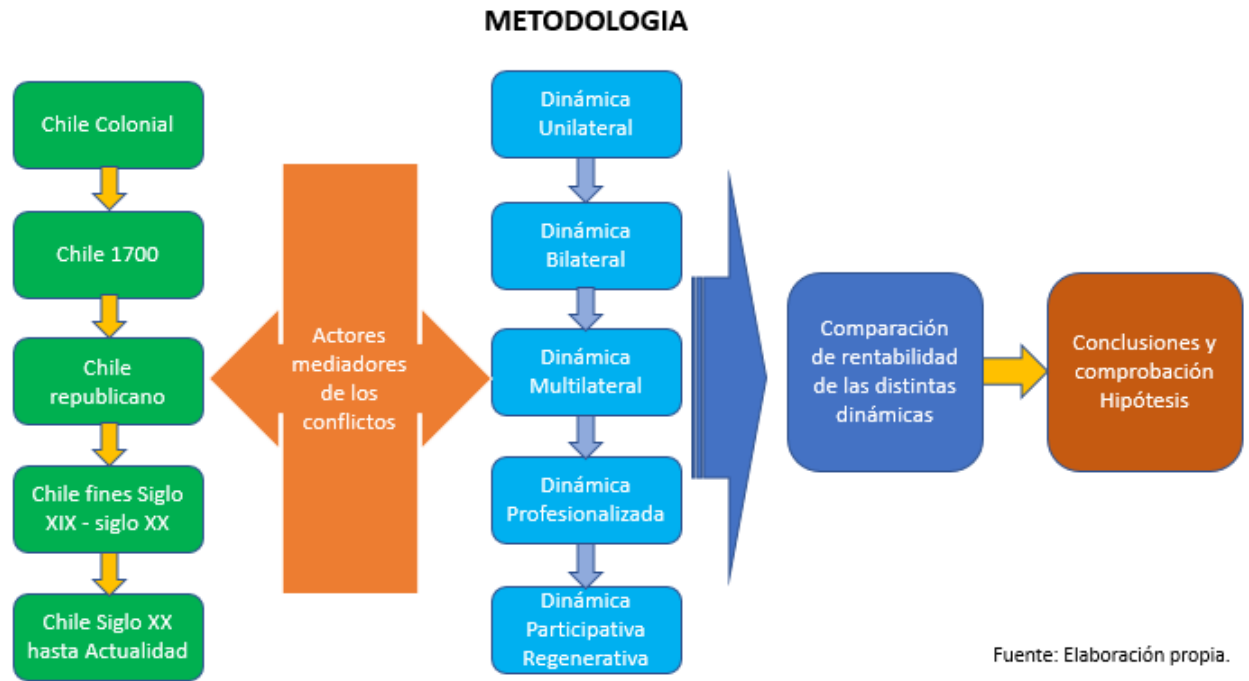 METODOLOGIA
Chile Colonial
Chile 1700
Chile
republicano
Chile fines Siglo
XIX - siglo XX
Chile Siglo XX
hasta Actualidad
Actores
mediadores
de los
conflictos
Dinámica
Unilateral
Dinámica
Bilateral
Dinámica
Multilateral
Dinámica
Profesionalizada
Dinámica
Participativa
Regenerativa
Comparación
de rentabilidad
de las distintas
dinámicas
Conclusiones y
comprobación
Hipótesis
Fuente: Elaboración propia.